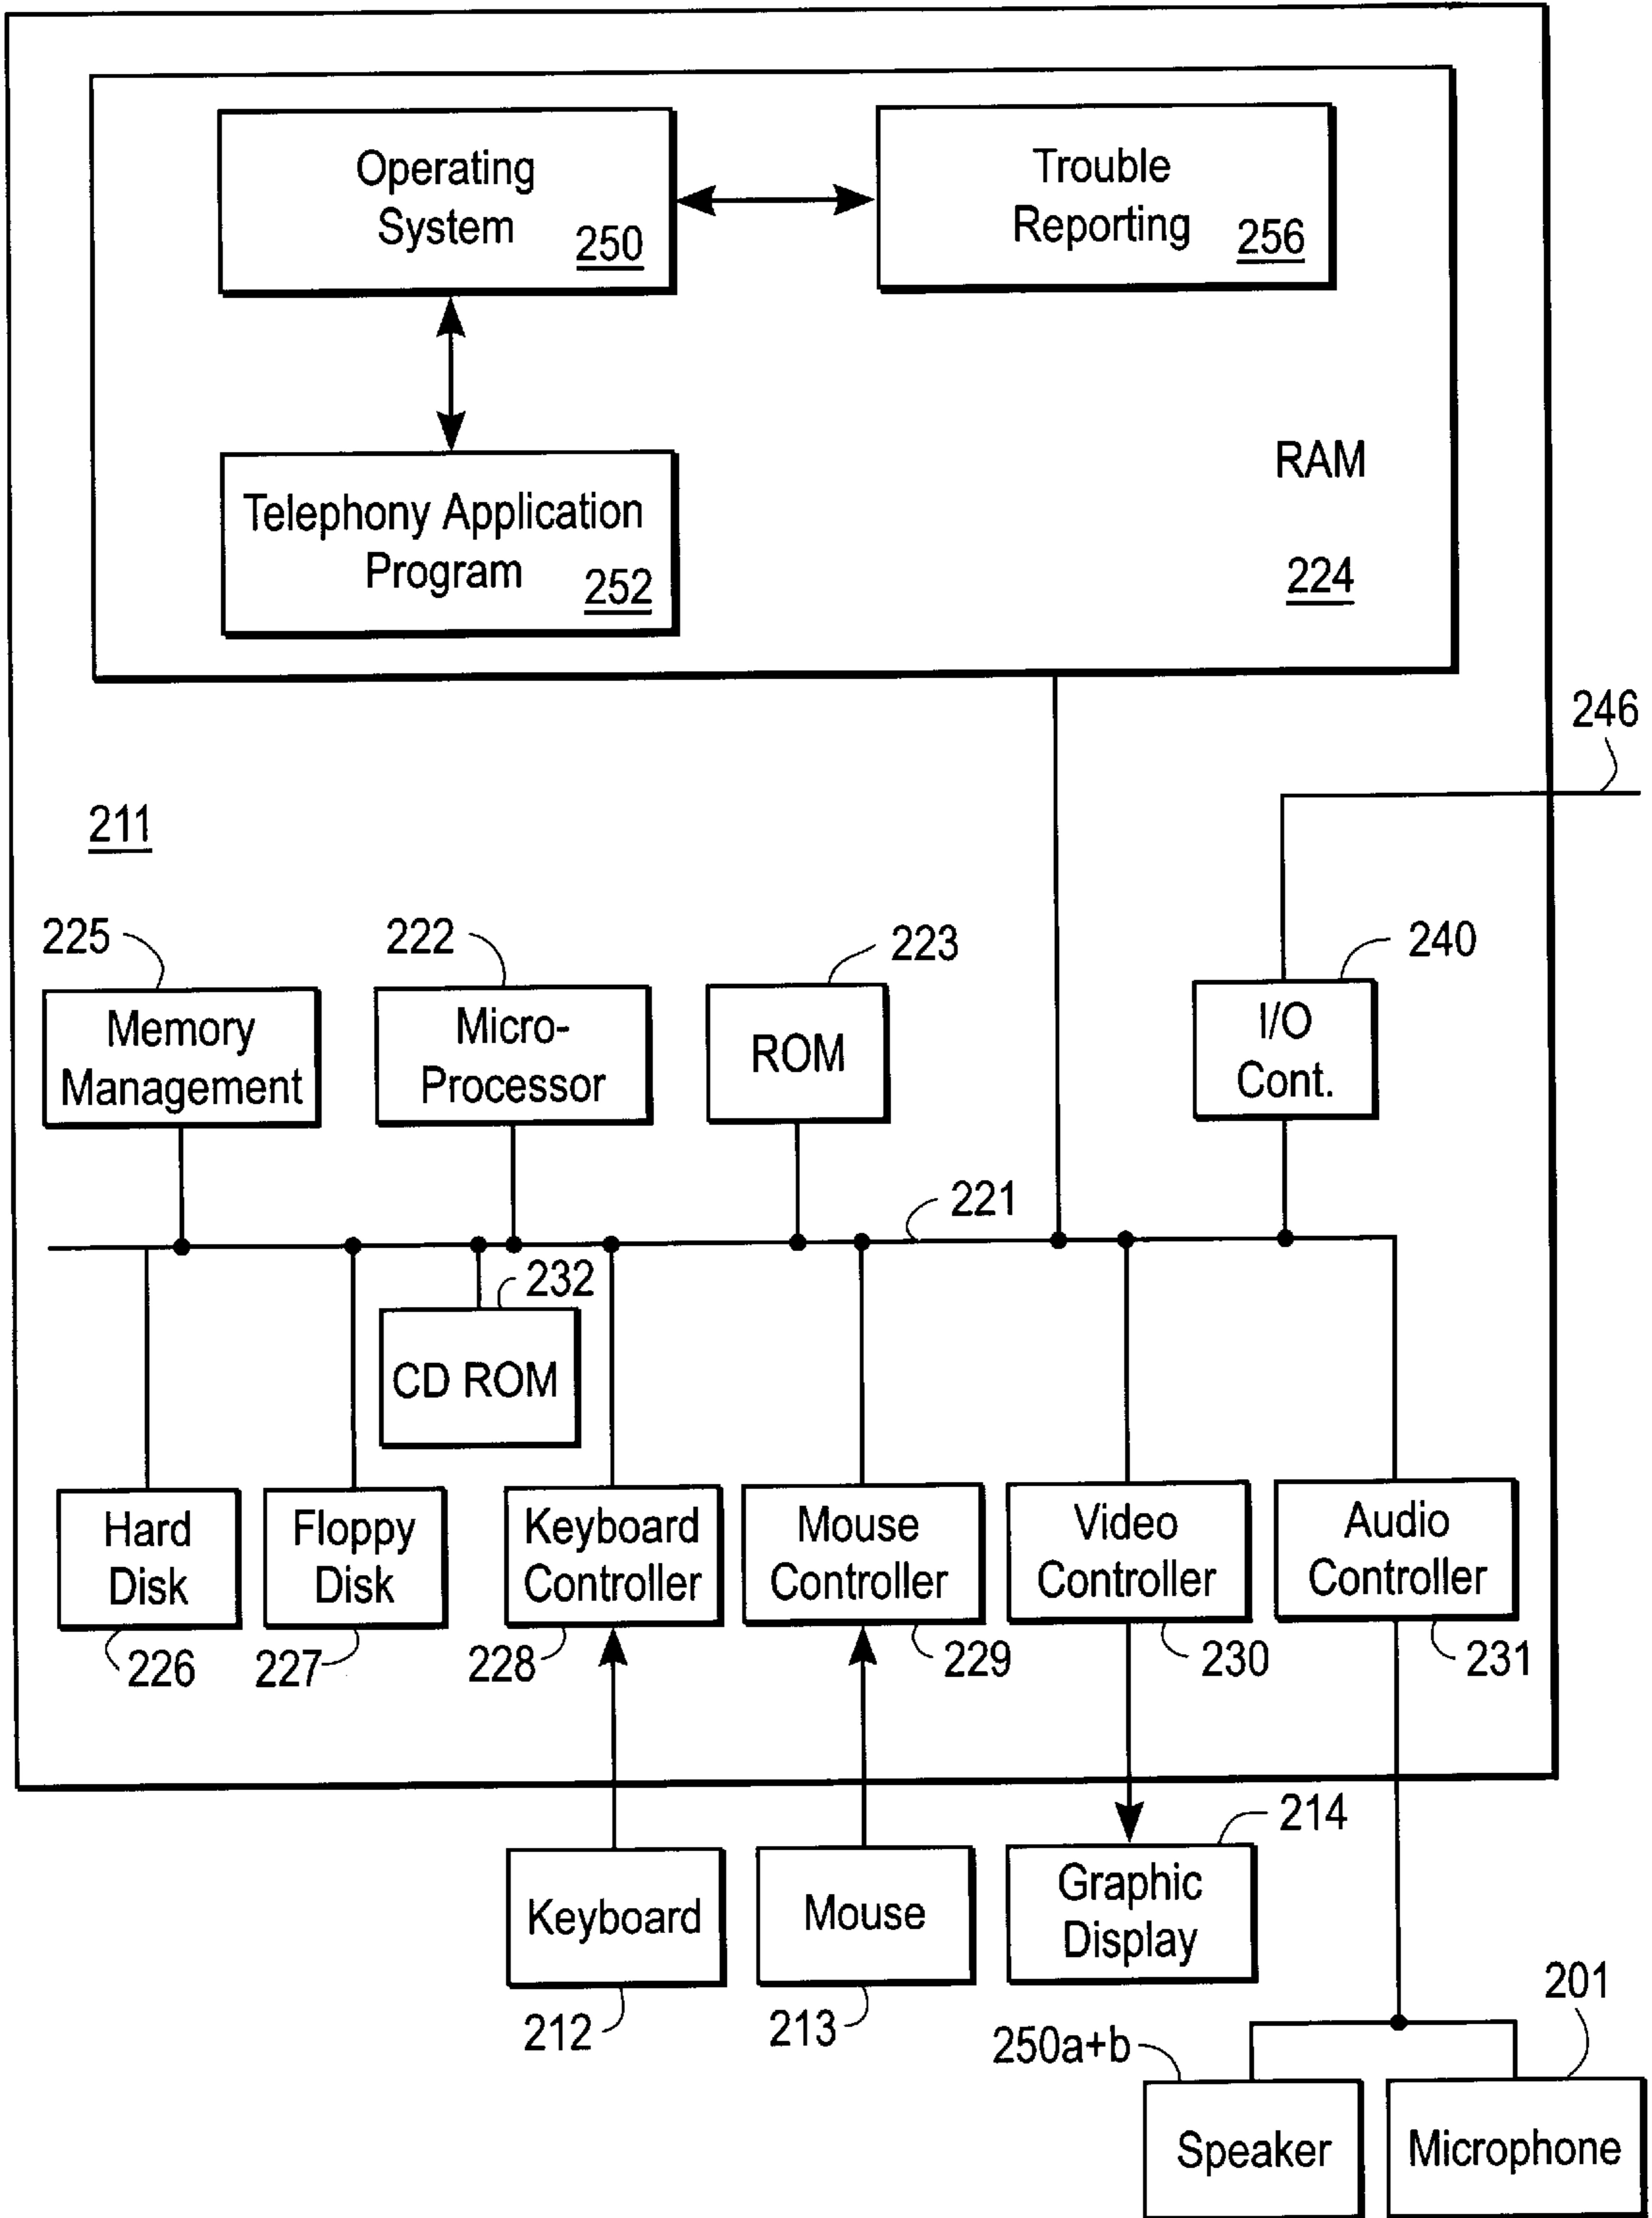 Operating
System
250
Trouble
Reporting
256
Telephony Application
Program
252
RAM
224
246
211
225
222
223
240
Memory
Management
Micro-
Processor
ROM
I/O
Cont.
221
232
CD ROM
Hard
Disk
Floppy
Disk
Keyboard
Controller
Mouse
Controller
Video
Controller
Audio
Controller
226
227
228
229
230
231
214
Keyboard
Mouse
Graphic
Display
212
213
250a+b
201
Speaker
Microphone